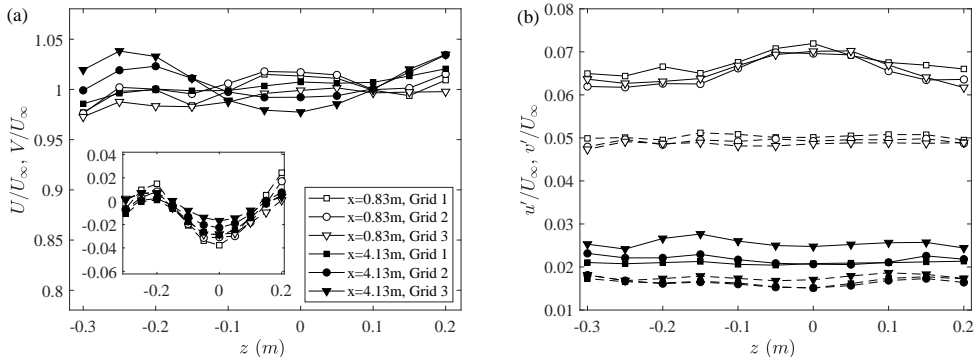 (a)
1.05
1
0.95
0.9
0.85
0.8
U/U∞, V/U∞
0.04
0.02
0
-0.02
-0.04
-0.06
-0.2 0 0.2
x=0.83m, Grid 1
x=0.83m, Grid 2
x=0.83m, Grid 3
x=4.13m, Grid 1
x=4.13m, Grid 2
x=4.13m, Grid 3
-0.3 -0.2 -0.1 0 0.1 0.2
z (m)
(b)
0.08
0.07
0.06
0.05
0.04
0.03
0.02
0.01
0
u′/U∞, v′/U∞
-0.3 -0.2 -0.1 0 0.1 0.2
z (m)